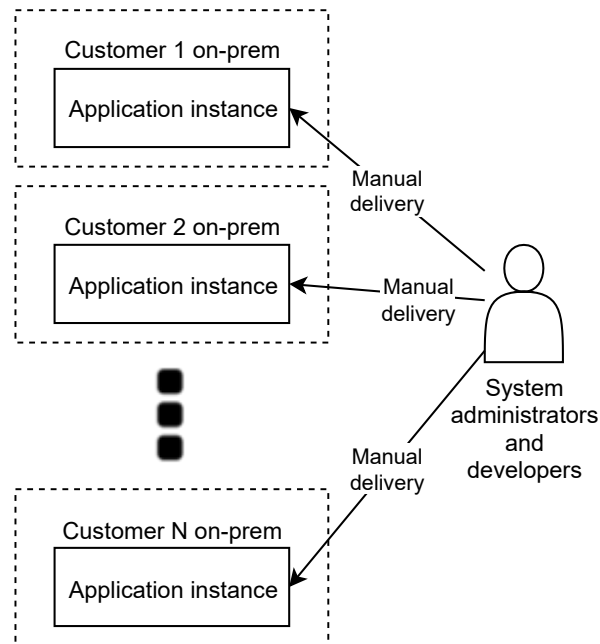 Customer 1 on-prem
Application instance
Manual
delivery
Customer 2 on-prem
Application instance
Manual
delivery
System
administrators
and
developers
Manual
delivery
Customer N on-prem
Application instance